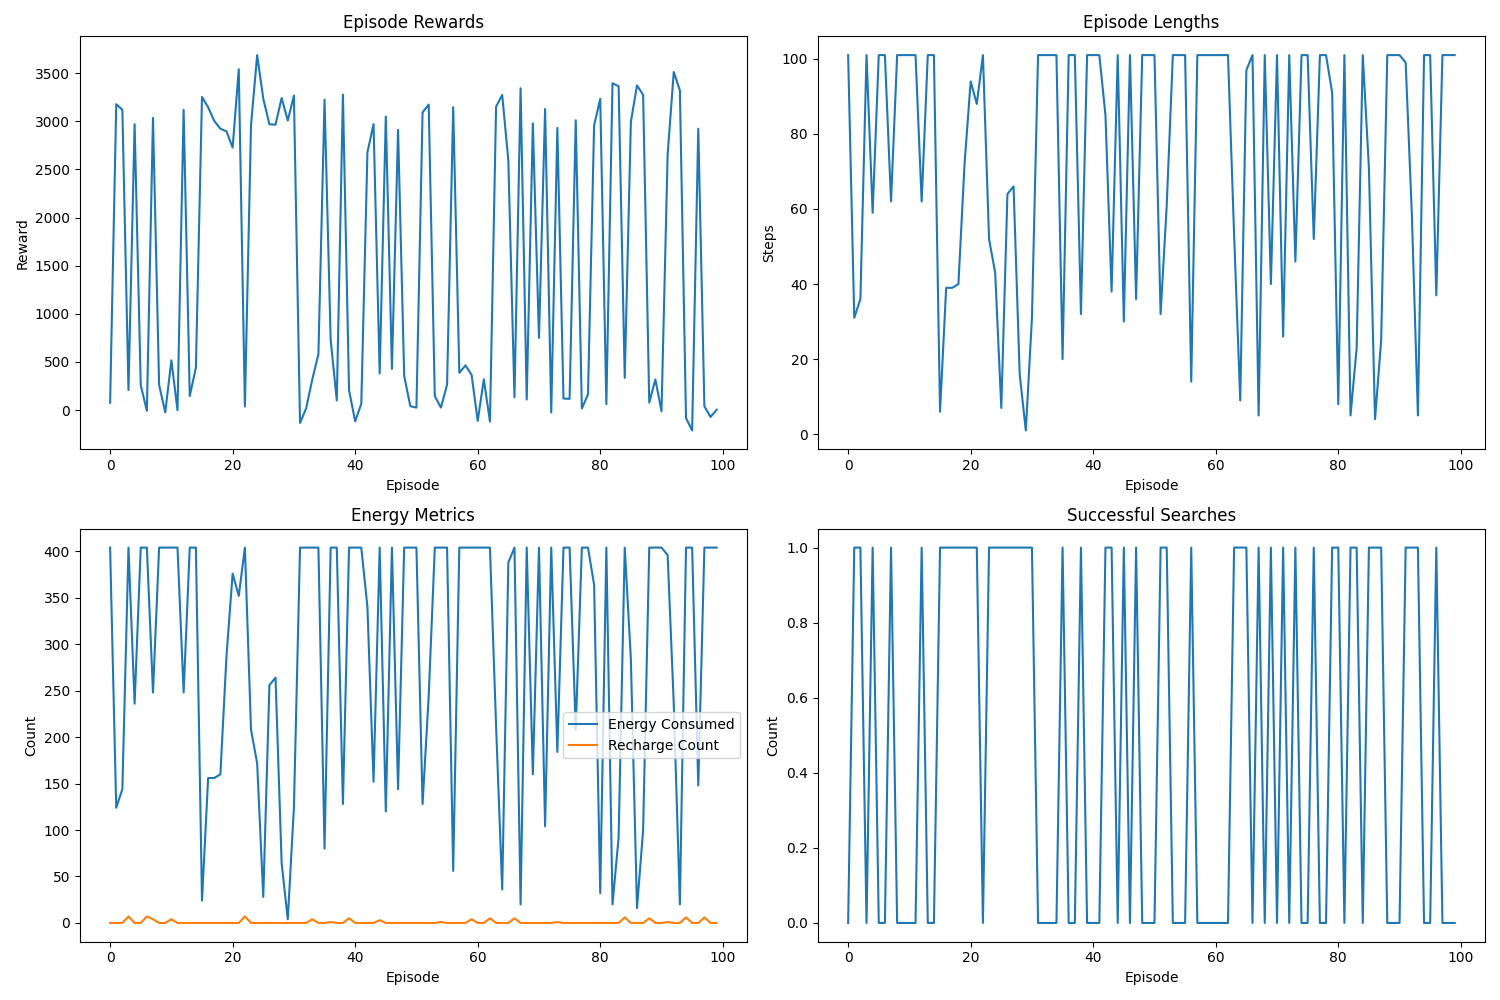 Episode Rewards
Reward
3500
3000
2500
2000
1500
1000
500
0
0 20 40 60 80 100
Episode
Episode Lengths
Steps
100
80
60
40
20
0
0 20 40 60 80 100
Episode
Energy Metrics
Count
400
350
300
250
200
150
100
50
0
Energy Consumed
Recharge Count
0 20 40 60 80 100
Episode
Successful Searches
Count
1.0
0.8
0.6
0.4
0.2
0.0
0 20 40 60 80 100
Episode